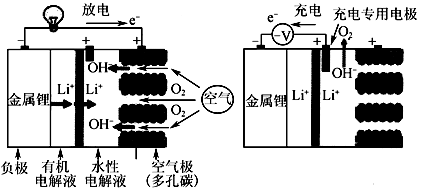 放电
e⁻
−
+
+
OH⁻
O₂
金属锂
Li⁺
Li⁺
O₂
空气
OH⁻
负极
有机
电解液
水性
电解液
空气极
(多孔碳)
充电
充电专用电极
e⁻
−V
−
+
+
O₂
OH⁻
金属锂
Li⁺
Li⁺